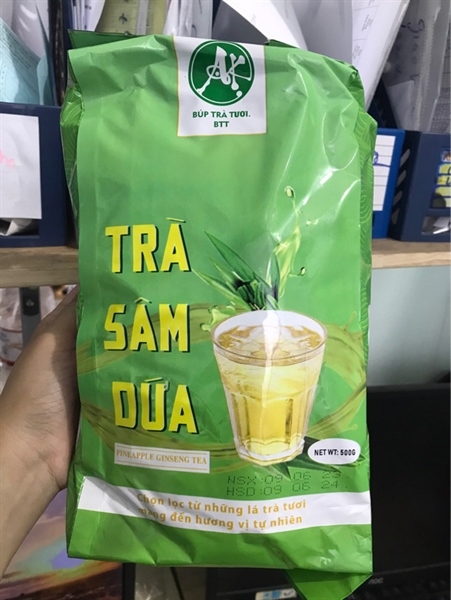 AK
BÚP TRÀ TƯƠI.
BTT
TRÀ
SÂM
DỨA
PINEAPPLE GINSENG TEA
NET WT: 500G
NSX:09 06
HSD:09 06 24
Chọn lọc từ những lá trà tươi
mang đến hương vị tự nhiên